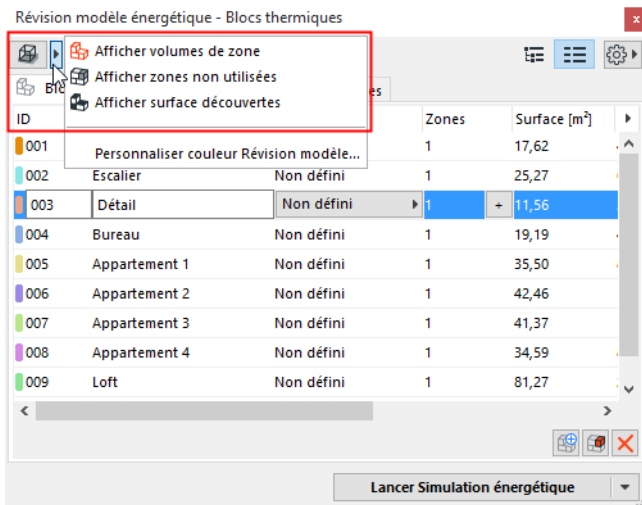 Révision modèle énergétique - Blocs thermiques
x
Afficher volumes de zone
Afficher zones non utilisées
Afficher surface découvertes
Personnaliser couleur Révision modèle...
ID Zones Surface [m²]
001 1 17,62
002 Escalier Non défini 1 25,27
003 Détail Non défini 1 + 11,56
004 Bureau Non défini 1 19,19
005 Appartement 1 Non défini 1 35,50
006 Appartement 2 Non défini 1 42,46
007 Appartement 3 Non défini 1 41,37
008 Appartement 4 Non défini 1 34,59
009 Loft Non défini 1 81,27
Lancer Simulation énergétique